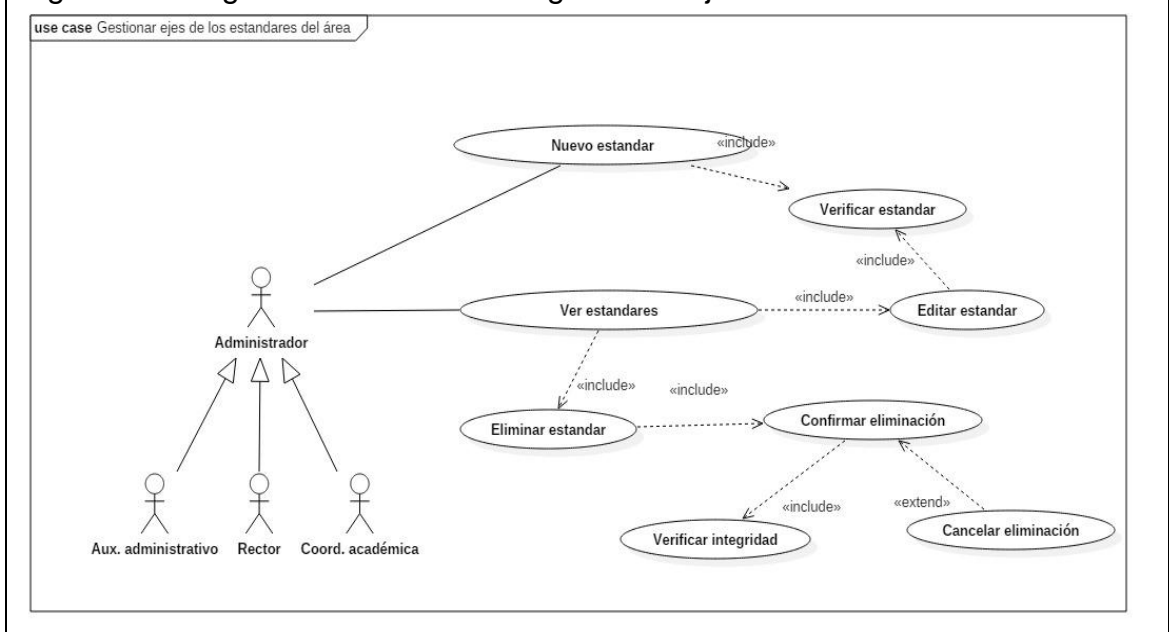 use case Gestionar ejes de los estandares del área
Nuevo estandar
«include»
Verificar estandar
«include»
Ver estandares
«include»
Editar estandar
Administrador
«include»
«include»
Eliminar estandar
Confirmar eliminación
«include»
«extend»
Verificar integridad
Cancelar eliminación
Aux. administrativo
Rector
Coord. académica